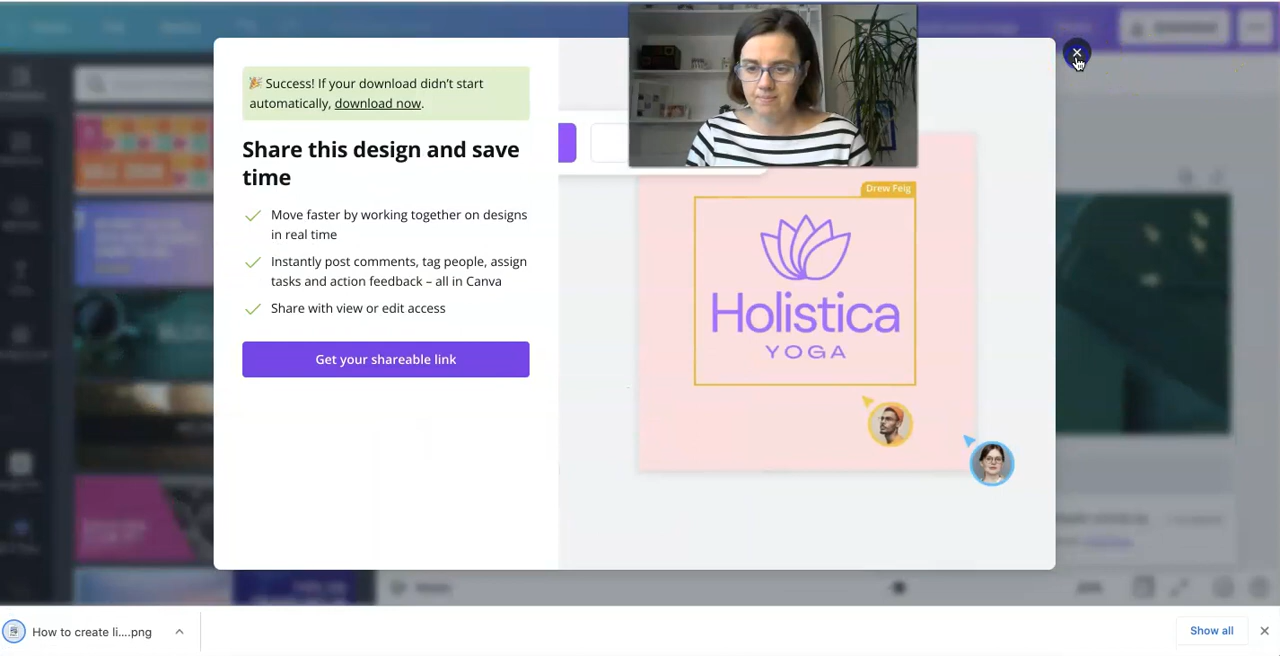 🎉 Success! If your download didn't start
automatically, download now.
Share this design and save
time
Move faster by working together on designs
in real time
Instantly post comments, tag people, assign
tasks and action feedback – all in Canva
Share with view or edit access
Get your shareable link
Drew Feig
Holistica
YOGA
How to create li....png
Show all